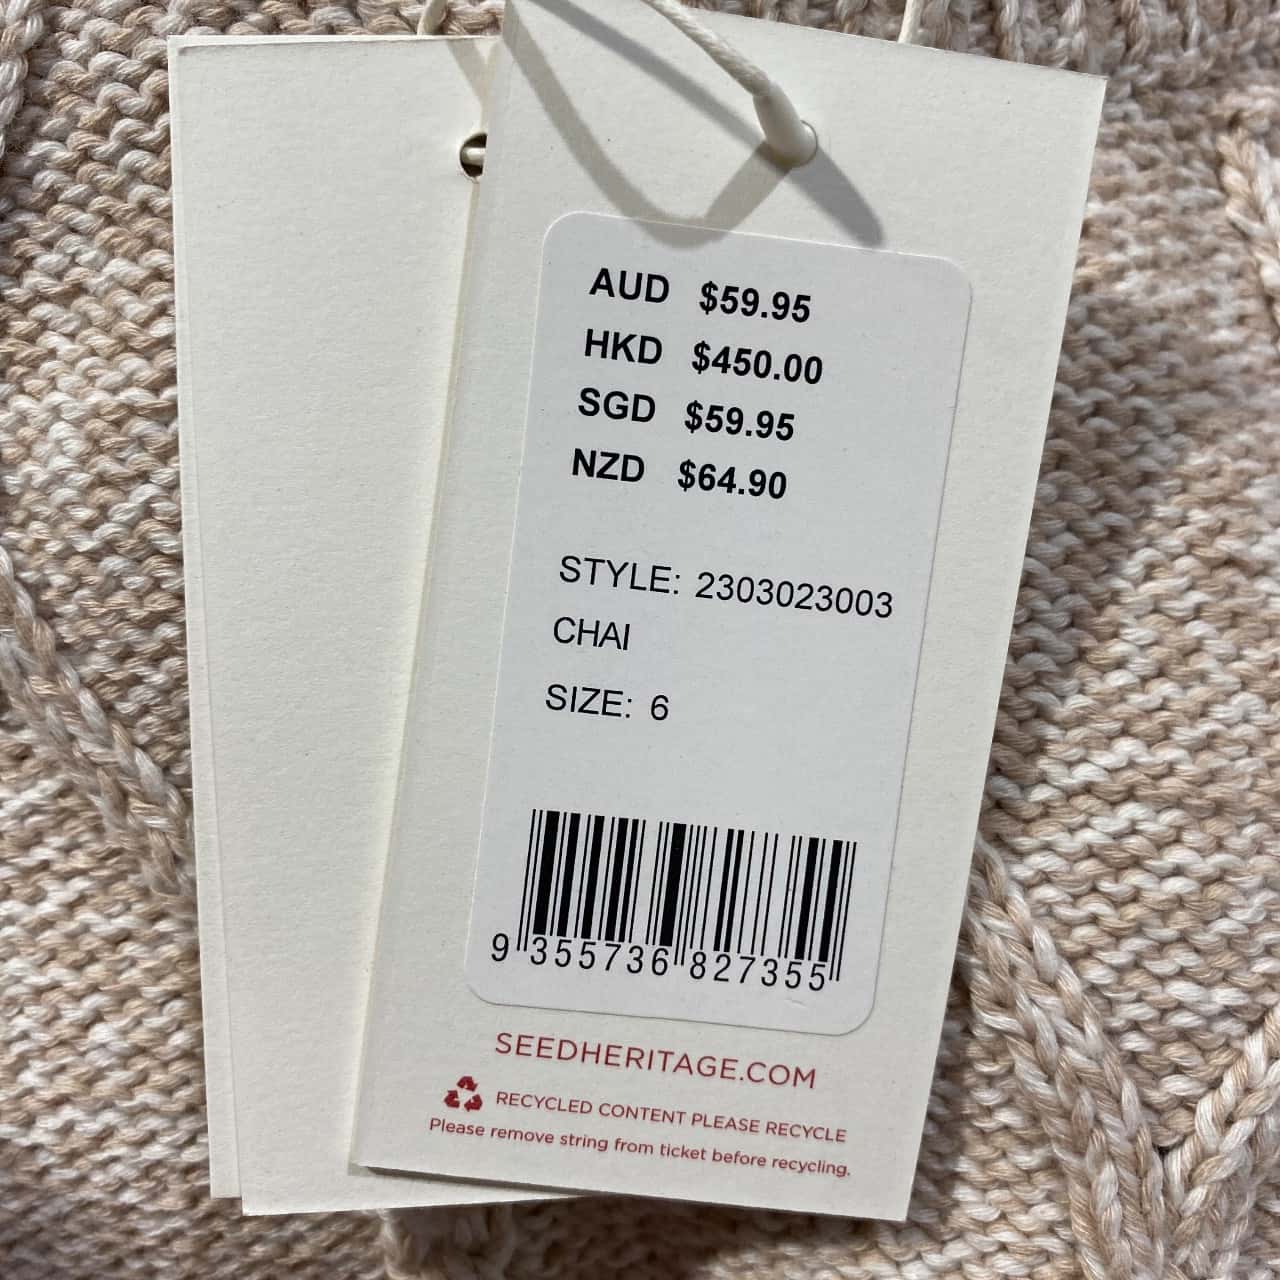 AUD $59.95
HKD $450.00
SGD $59.95
NZD $64.90
STYLE: 2303023003
CHAI
SIZE: 6
9 355736 827355
SEEDHERITAGE.COM
RECYCLED CONTENT PLEASE RECYCLE
Please remove string from ticket before recycling.